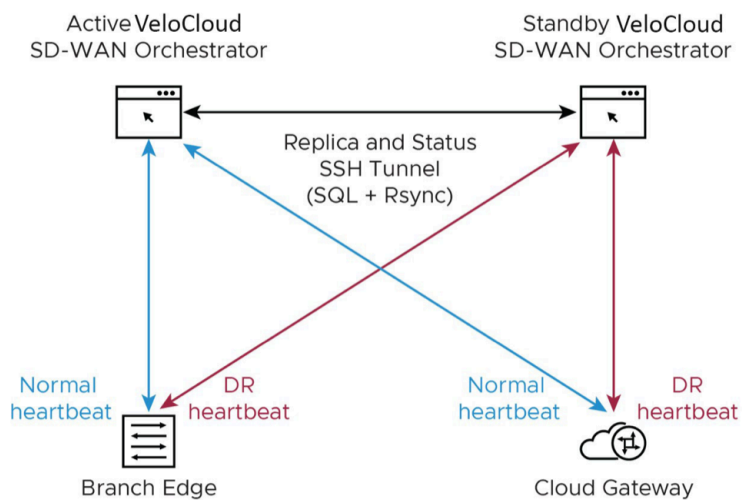 Active VeloCloud
SD-WAN Orchestrator
Standby VeloCloud
SD-WAN Orchestrator
Replica and Status
SSH Tunnel
(SQL + Rsync)
Normal
heartbeat
DR
heartbeat
Normal
heartbeat
DR
heartbeat
Branch Edge
Cloud Gateway